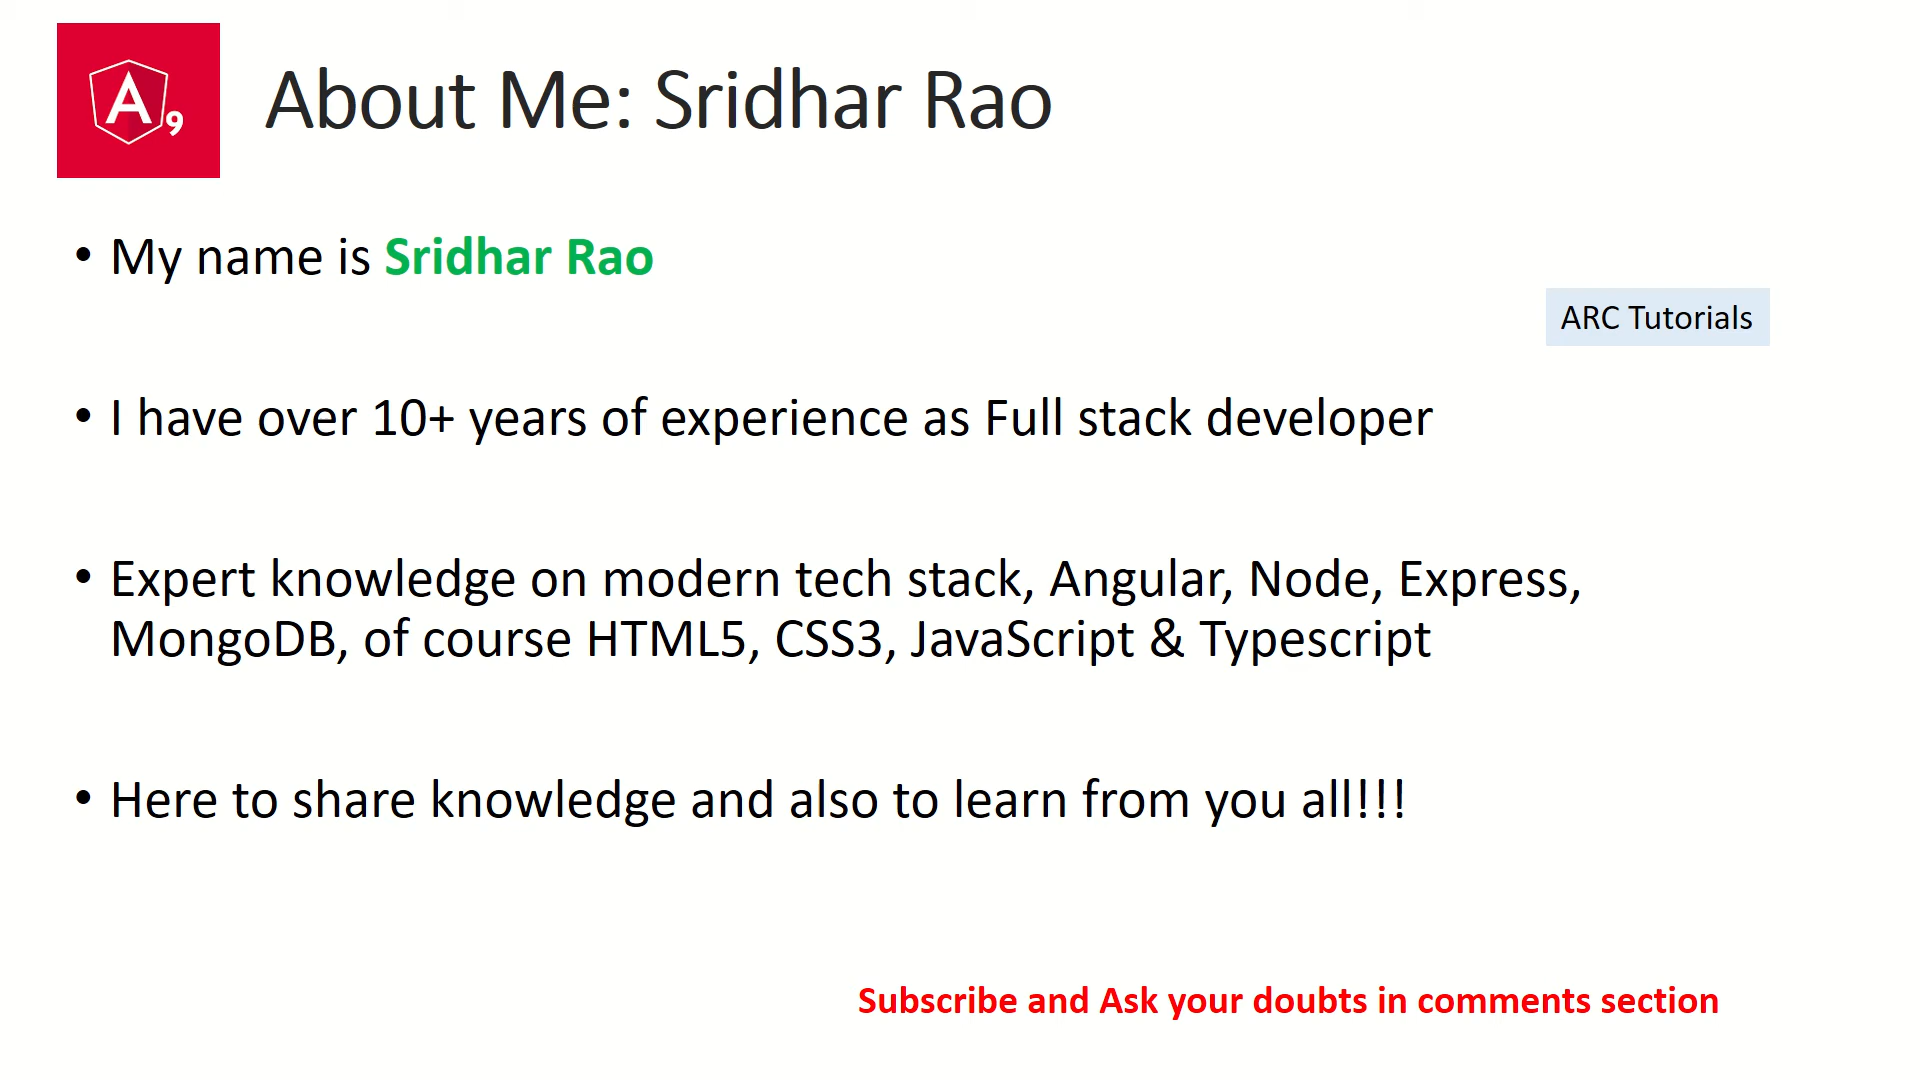 A9
About Me: Sridhar Rao
• My name is Sridhar Rao
ARC Tutorials
• I have over 10+ years of experience as Full stack developer
• Expert knowledge on modern tech stack, Angular, Node, Express,
MongoDB, of course HTML5, CSS3, JavaScript & Typescript
• Here to share knowledge and also to learn from you all!!!
Subscribe and Ask your doubts in comments section